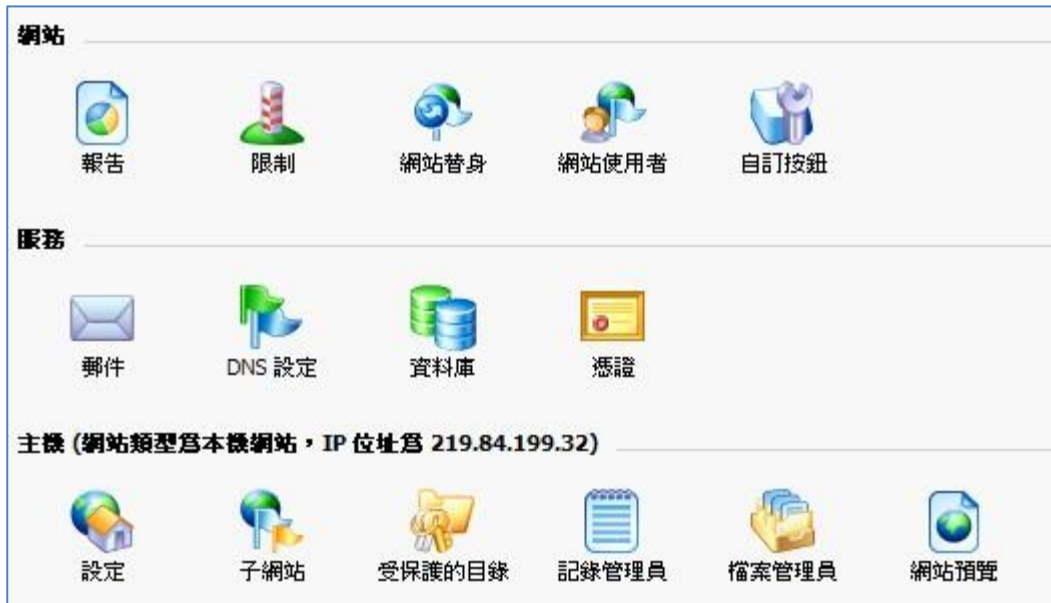 網站
報告 限制 網站替身 網站使用者 自訂按鈕
服務
郵件 DNS 設定 資料庫 憑證
主機 (網站類型為本機網站，IP 位址為 219.84.199.32)
設定 子網站 受保護的目錄 記錄管理員 檔案管理員 網站預覽